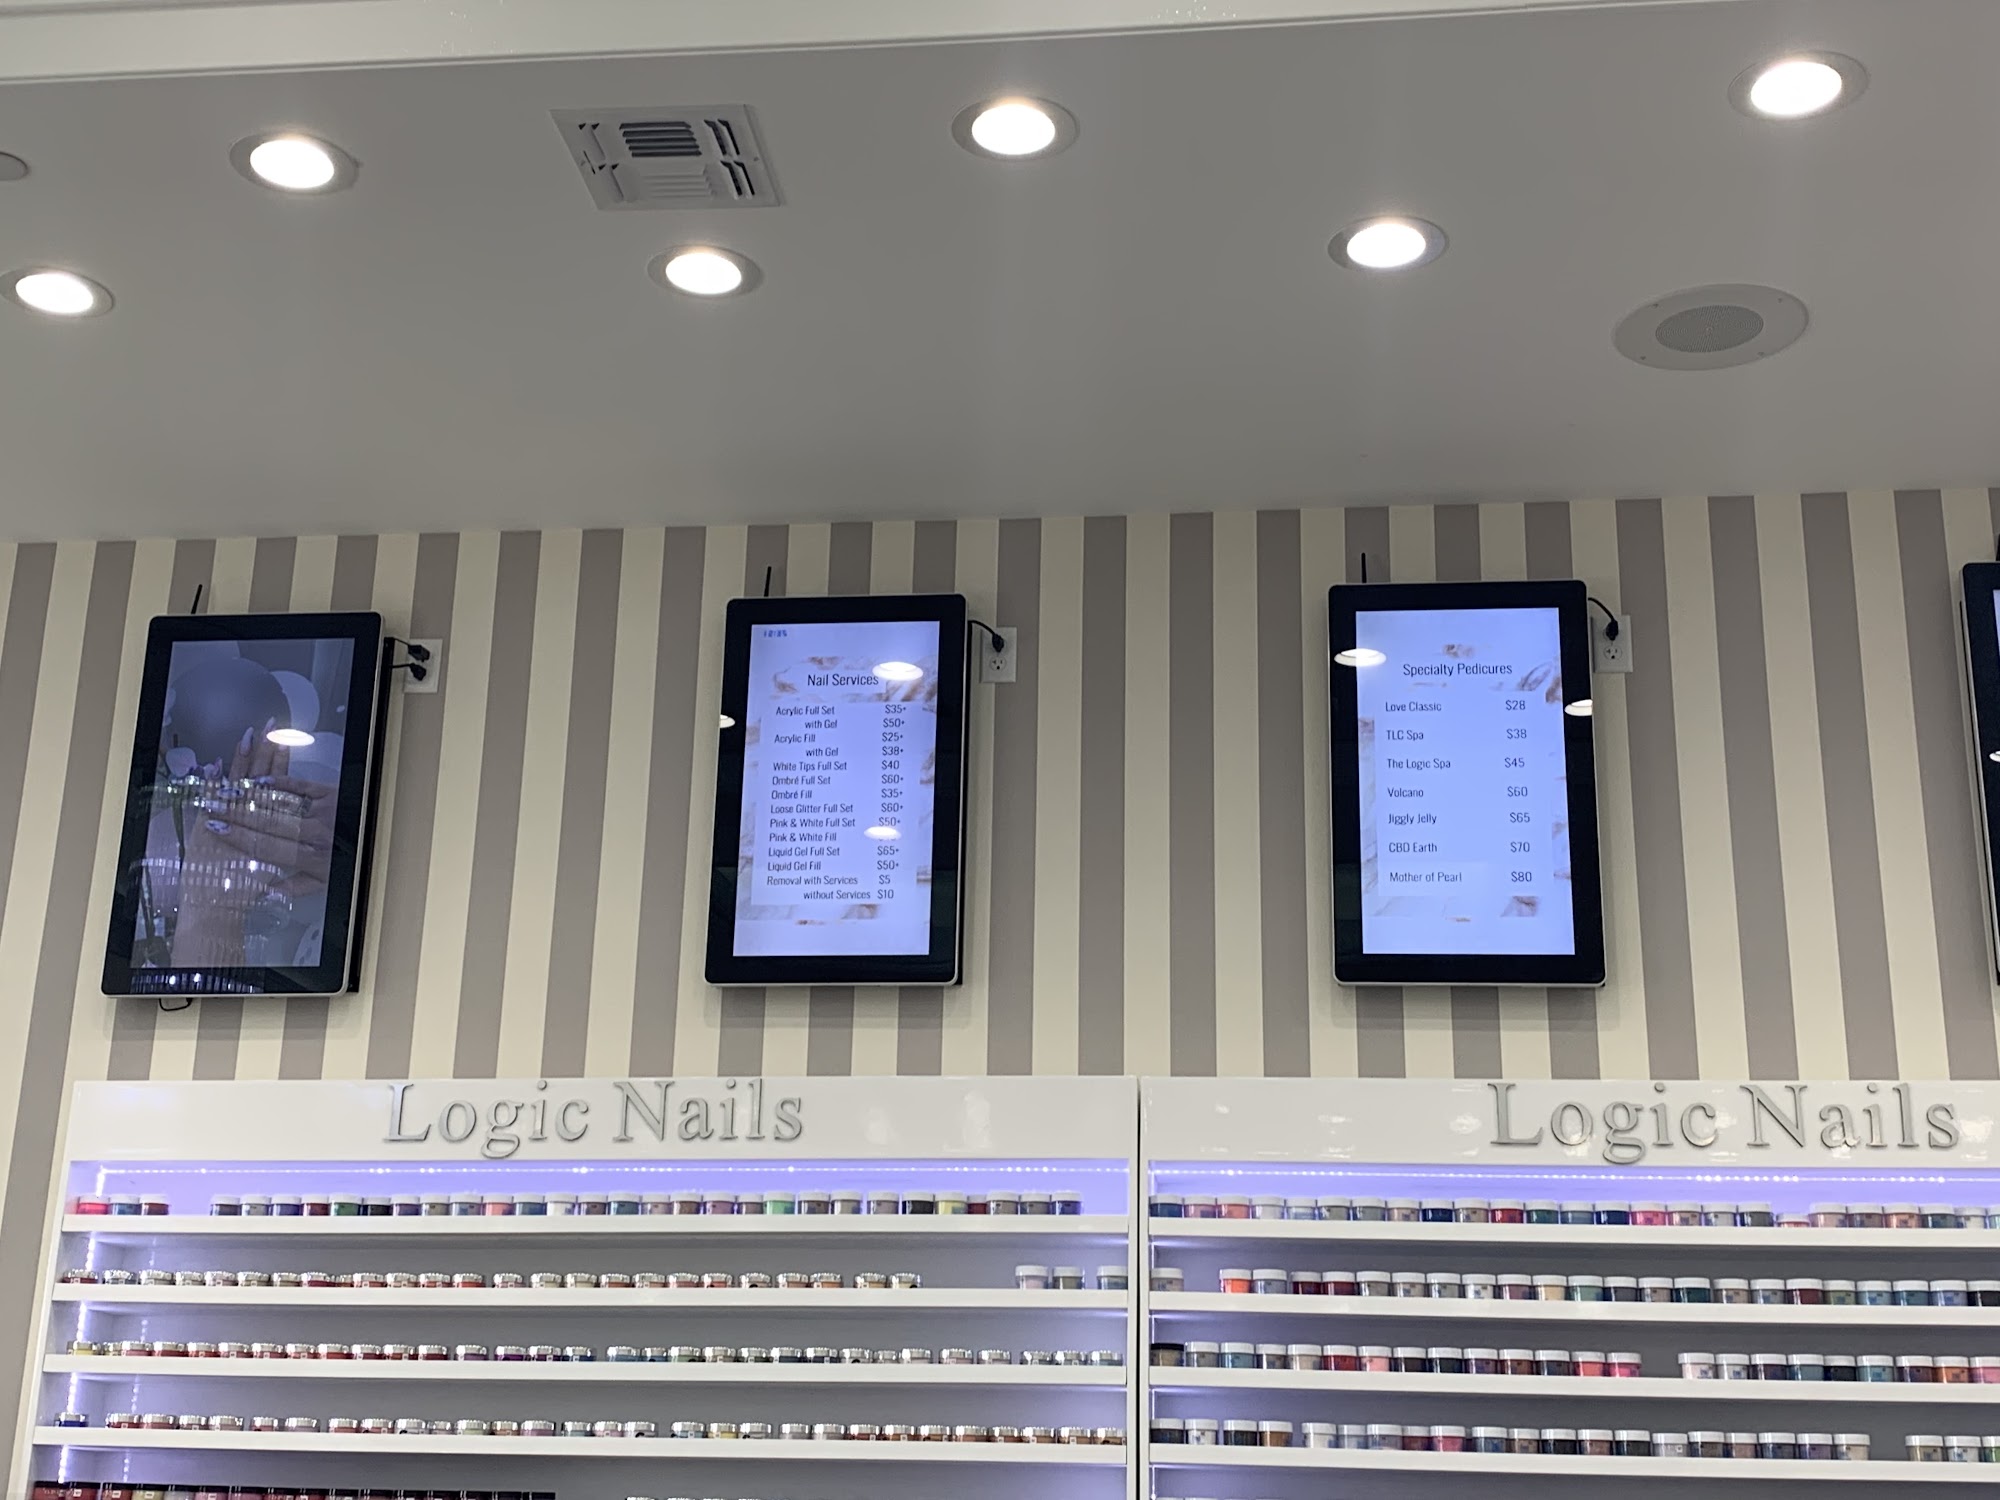 12:35
Nail Services
Acrylic Full Set $35+
with Gel $50+
Acrylic Fill $25+
with Gel $38+
White Tips Full Set $40
Ombré Full Set $60+
Ombré Fill $35+
Loose Glitter Full Set $60+
Pink & White Full Set $50+
Pink & White Fill
Liquid Gel Full Set $65+
Liquid Gel Fill $50+
Removal with Services $5
without Services $10
Specialty Pedicures
Love Classic $28
TLC Spa $38
The Logic Spa $45
Volcano $60
Jiggly Jelly $65
CBD Earth $70
Mother of Pearl $80
Logic Nails
Logic Nails